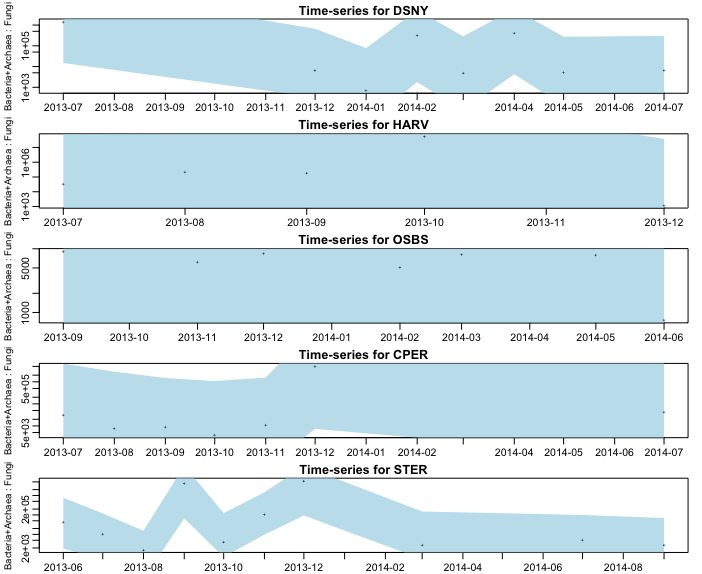 Time-series for DSNY
Bacteria+Archaea : Fungi
1e+05
1e+03
2013-07 2013-08 2013-09 2013-10 2013-11 2013-12 2014-01 2014-02 2014-04 2014-05 2014-06 2014-07
Time-series for HARV
Bacteria+Archaea : Fungi
1e+06
1e+03
2013-07 2013-08 2013-09 2013-10 2013-11 2013-12
Time-series for OSBS
Bacteria+Archaea : Fungi
5000
1000
2013-09 2013-10 2013-11 2013-12 2014-01 2014-02 2014-03 2014-04 2014-05 2014-06
Time-series for CPER
Bacteria+Archaea : Fungi
5e+05
5e+03
2013-07 2013-08 2013-09 2013-10 2013-11 2013-12 2014-01 2014-02 2014-04 2014-05 2014-06 2014-07
Time-series for STER
Bacteria+Archaea : Fungi
2e+05
2e+03
2013-06 2013-08 2013-10 2013-12 2014-02 2014-04 2014-06 2014-08